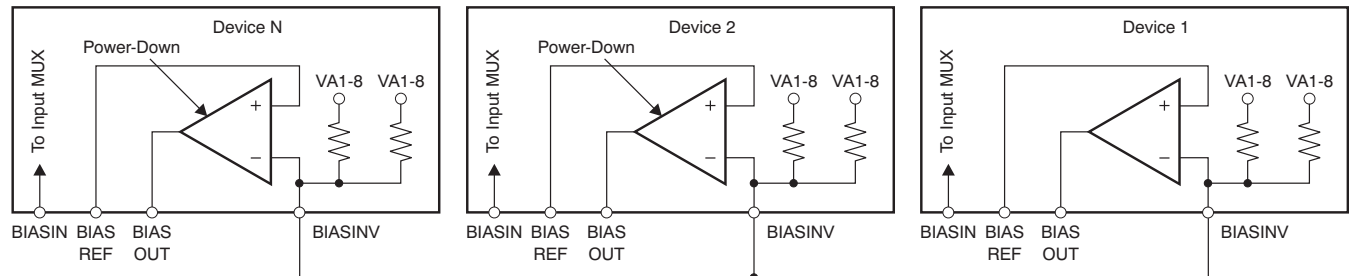 Device N
Power-Down
To Input MUX
VA1-8 VA1-8
+
−
BIASIN BIAS REF BIAS OUT BIASINV
Device 2
Power-Down
To Input MUX
VA1-8 VA1-8
+
−
BIASIN BIAS REF BIAS OUT BIASINV
Device 1
To Input MUX
VA1-8 VA1-8
+
−
BIASIN BIAS REF BIAS OUT BIASINV